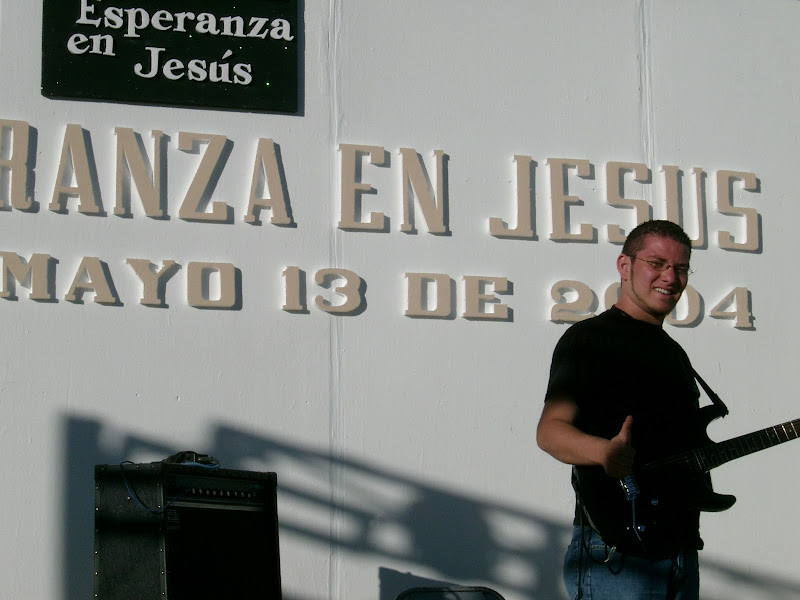 Esperanza
en Jesús
RANZA EN JESUS
MAYO 13 DE 2004